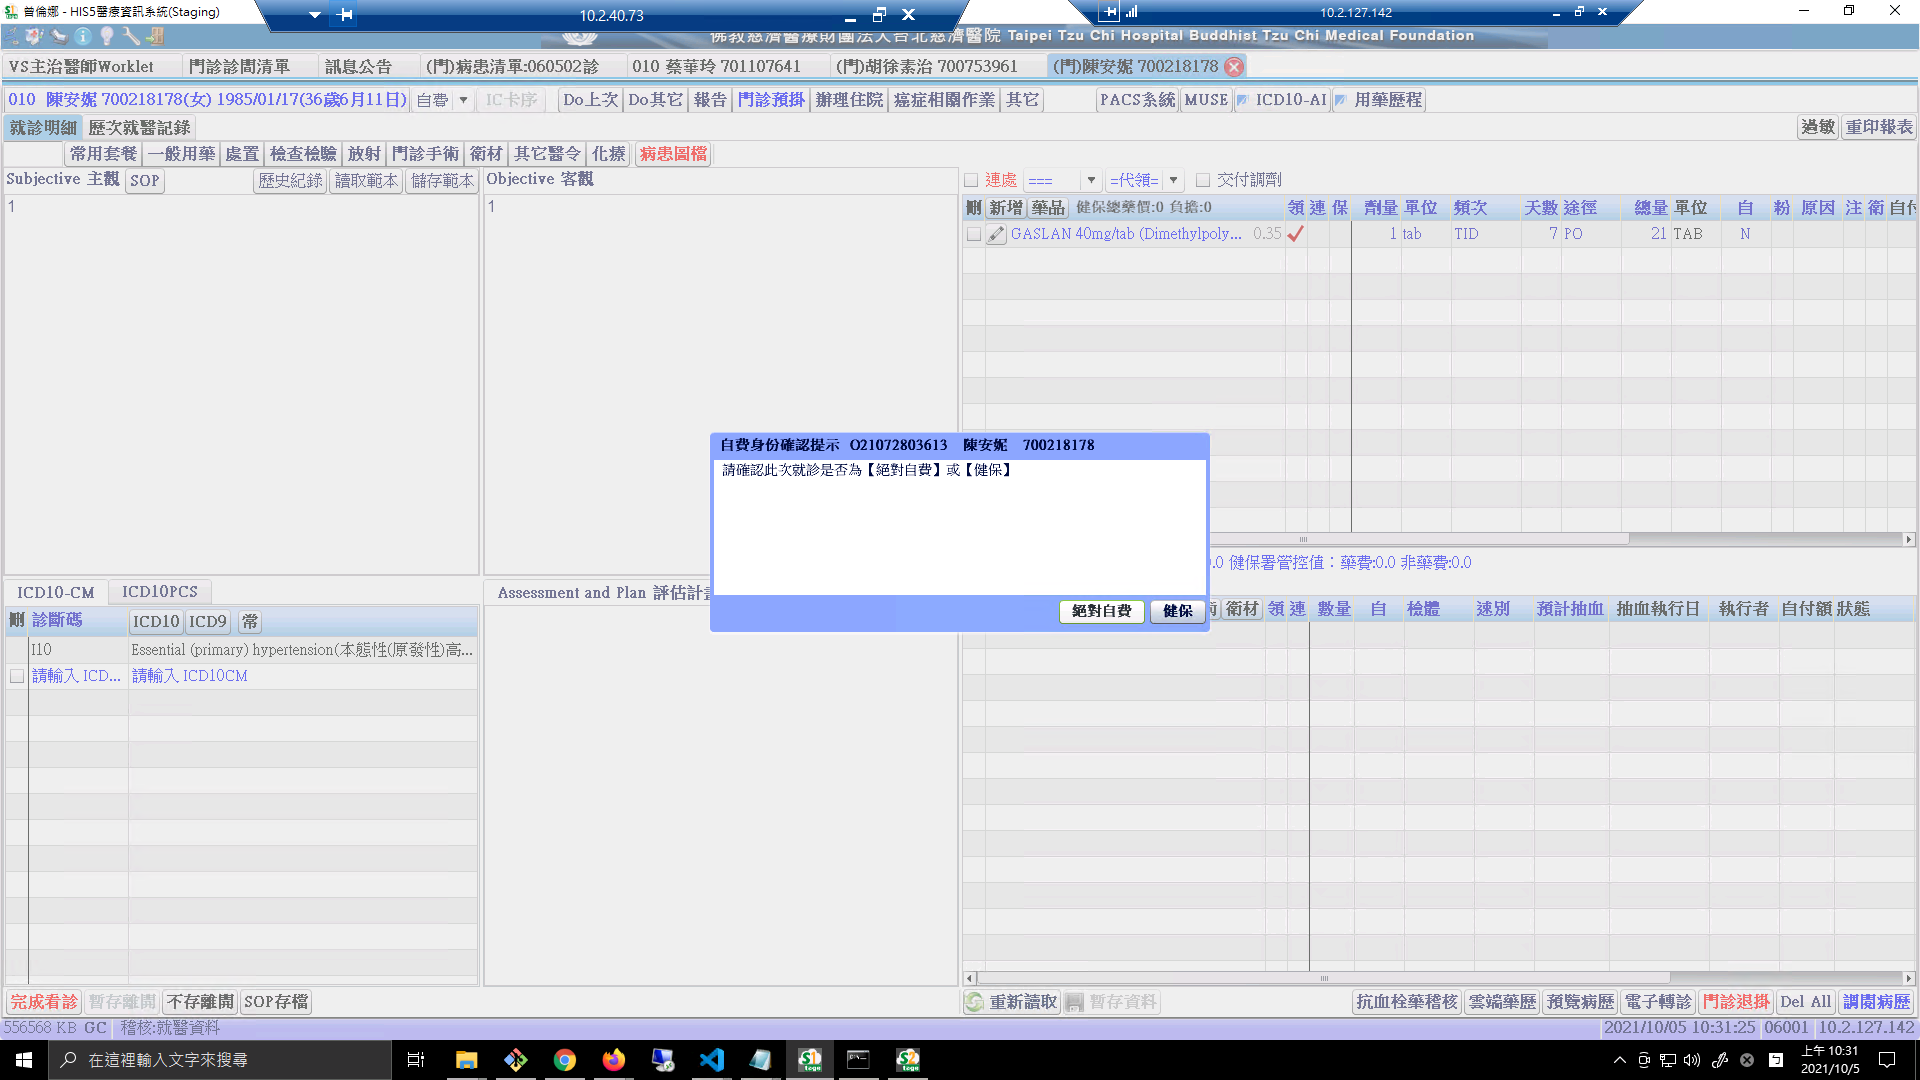 曾倫娜 - HIS5醫療資訊系統(Staging)
10.2.40.73
10.2.127.142
佛教慈濟醫療財團法人台北慈濟醫院 Taipei Tzu Chi Hospital Buddhist Tzu Chi Medical Foundation
VS主治醫師Worklet 門診診間清單 訊息公告 (門)病患清單:060502診 010 蔡華玲 701107641 (門)胡徐素治 700753961 (門)陳安妮 700218178
010 陳安妮 700218178(女) 1985/01/17(36歲6月11日) 自費 IC卡序 Do上次 Do其它 報告 門診預掛 辦理住院 癌症相關作業 其它 PACS系統 MUSE ICD10-AI 用藥歷程
就診明細 歷次就醫記錄 過敏 重印報表
常用套餐 一般用藥 處置 檢查檢驗 放射 門診手術 衛材 其它醫令 化療 病患圖檔
Subjective 主觀 SOP 歷史紀錄 讀取範本 儲存範本 Objective 客觀 連處 === =代領= 交付調劑
1 1
刪 新增 藥品 健保總藥價:0 負擔:0 領 連 保 劑量 單位 頻次 天數 途徑 總量 單位 自 粉 原因 注 衛 自付
GASLAN 40mg/tab (Dimethylpoly... 0.35 1 tab TID 7 PO 21 TAB N
自費身份確認提示 O21072803613 陳安妮 700218178
請確認此次就診是否為【絕對自費】或【健保】
絕對自費 健保
.0 健保署管控值：藥費:0.0 非藥費:0.0
ICD10-CM ICD10PCS Assessment and Plan 評估計
刪 診斷碼 ICD10 ICD9 常
衛材 領 連 數量 自 檢體 速別 預計抽血 抽血執行日 執行者 自付額 狀態
I10 Essential (primary) hypertension(本態性(原發性)高...
請輸入 ICD... 請輸入 ICD10CM
完成看診 暫存離開 不存離開 SOP存檔 重新讀取 暫存資料 抗血栓藥稽核 雲端藥歷 預覽病歷 電子轉診 門診退掛 Del All 調閱病歷
556568 KB GC 稽核:就醫資料 2021/10/05 10:31:25 06001 10.2.127.142
在這裡輸入文字來搜尋
上午 10:31
2021/10/5